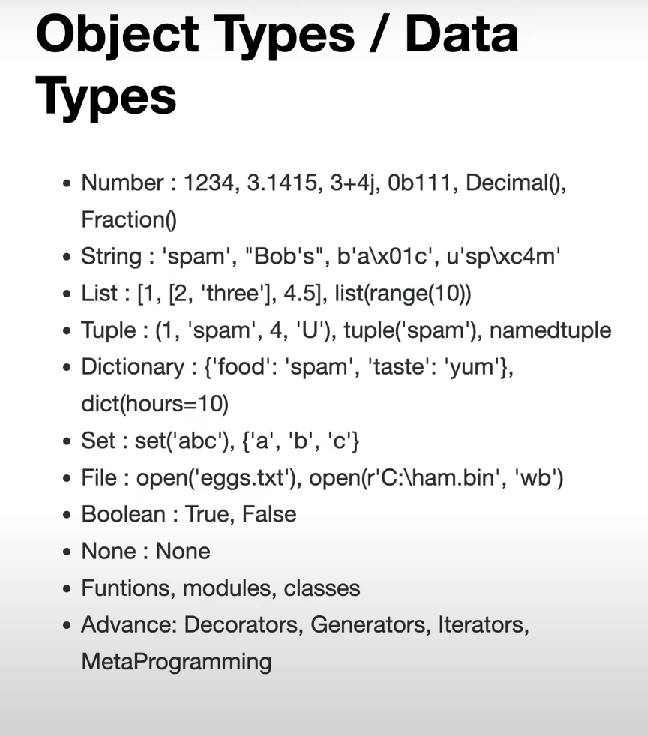 Object Types / Data
Types
• Number : 1234, 3.1415, 3+4j, 0b111, Decimal(),
Fraction()
• String : 'spam', "Bob's", b'a\x01c', u'sp\xc4m'
• List : [1, [2, 'three'], 4.5], list(range(10))
• Tuple : (1, 'spam', 4, 'U'), tuple('spam'), namedtuple
• Dictionary : {'food': 'spam', 'taste': 'yum'},
dict(hours=10)
• Set : set('abc'), {'a', 'b', 'c'}
• File : open('eggs.txt'), open(r'C:\ham.bin', 'wb')
• Boolean : True, False
• None : None
• Funtions, modules, classes
• Advance: Decorators, Generators, Iterators,
MetaProgramming